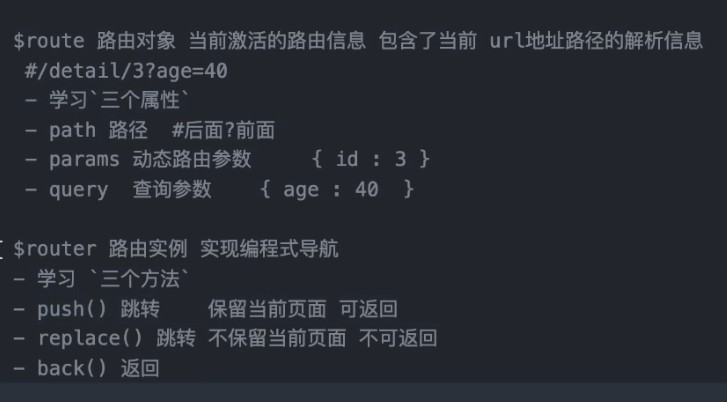 $route 路由对象 当前激活的路由信息 包含了当前 url地址路径的解析信息
#/detail/3?age=40
- 学习`三个属性`
- path 路径 #后面?前面
- params 动态路由参数 { id : 3 }
- query 查询参数 { age : 40 }
$router 路由实例 实现编程式导航
- 学习 `三个方法`
- push() 跳转 保留当前页面 可返回
- replace() 跳转 不保留当前页面 不可返回
- back() 返回